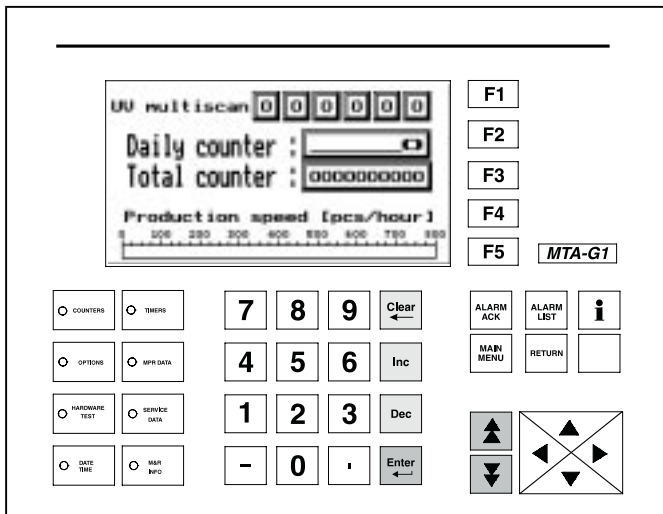 UV multiscan 0 0 0 0 0 0
Daily counter : 0
Total counter : 0000000000
Production speed [pcs/hour]
0 100 200 300 400 500 600 700 800
F1
F2
F3
F4
F5
MTA-G1
COUNTERS
TIMERS
OPTIONS
MPR DATA
HARDWARE
TEST
SERVICE
DATA
DATE
TIME
M&R
INFO
7 8 9 Clear
4 5 6 Inc
1 2 3 Dec
- 0 . Enter
ALARM
ACK
ALARM
LIST
i
MAIN
MENU
RETURN